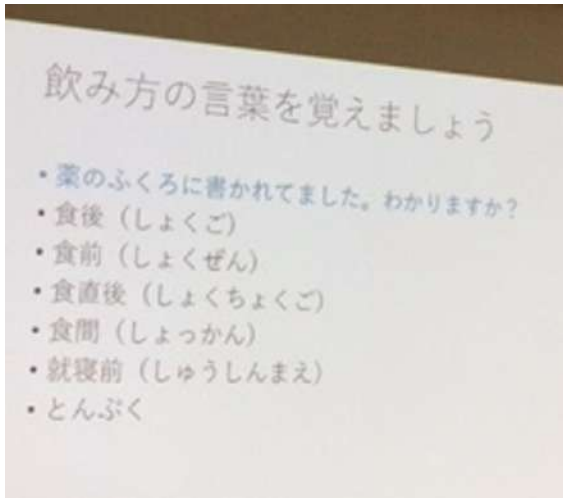 飲み方の言葉を覚えましょう
・薬のふくろに書かれてました。わかりますか？
・食後（しょくご）
・食前（しょくぜん）
・食直後（しょくちょくご）
・食間（しょっかん）
・就寝前（しゅうしんまえ）
・とんぷく